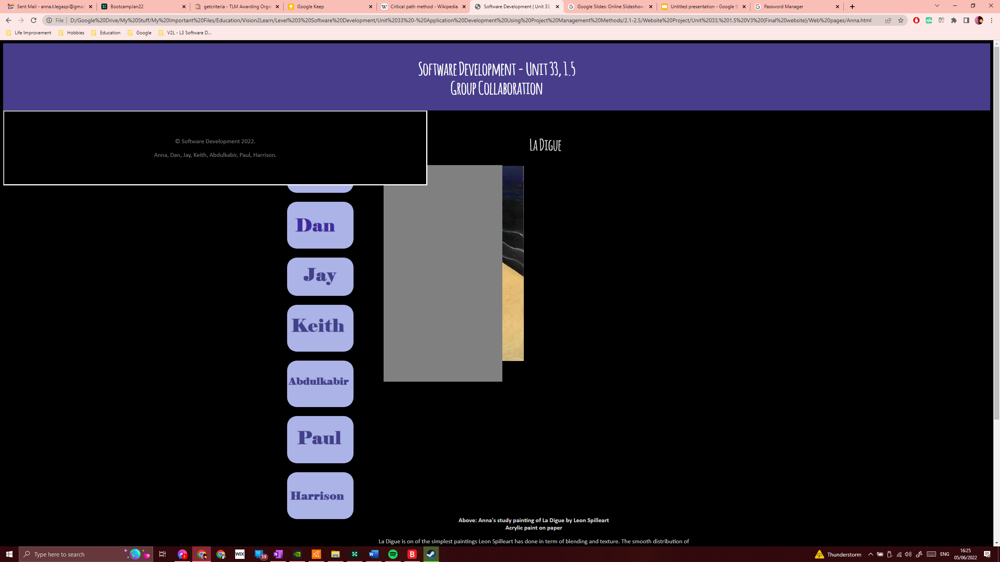 Sent Mail - anna.t.legaspi@gmai
BootcampJan22
getcriteria - TLM Awarding Orga
Google Keep
Critical path method - Wikipedia
Software Development | Unit 33,
Google Slides: Online Slideshow
Untitled presentation - Google S
Password Manager
File
D:/Google%20Drive/My%20Stuff/My%20Important%20Files/Education/Vision2Learn/Level%203%20Software%20Development/Unit%2033%20-%20Application%20Development%20Using%20Project%20Management%20Methods/2.1-2.5/Website%20Project/Unit%2033,%201.5%20V3%20(Final%20website)/Web%20pages/Anna.html
Life Improvement
Hobbies
Education
Google
V2L - L3 Software D...
Software Development - Unit 33, 1.5
Group Collaboration
© Software Development 2022.
Anna, Dan, Jay, Keith, Abdulkabir, Paul, Harrison.
La Digue
Dan
Jay
Keith
Abdulkabir
Paul
Harrison
Above: Anna's study painting of La Digue by Leon Spilleart
Acrylic paint on paper
La Digue is on of the simplest paintings Leon Spilleart has done in term of blending and texture. The smooth distribution of
Type here to search
2
WIX
39
N
W
B
Thunderstorm
ENG
16:25
05/06/2022